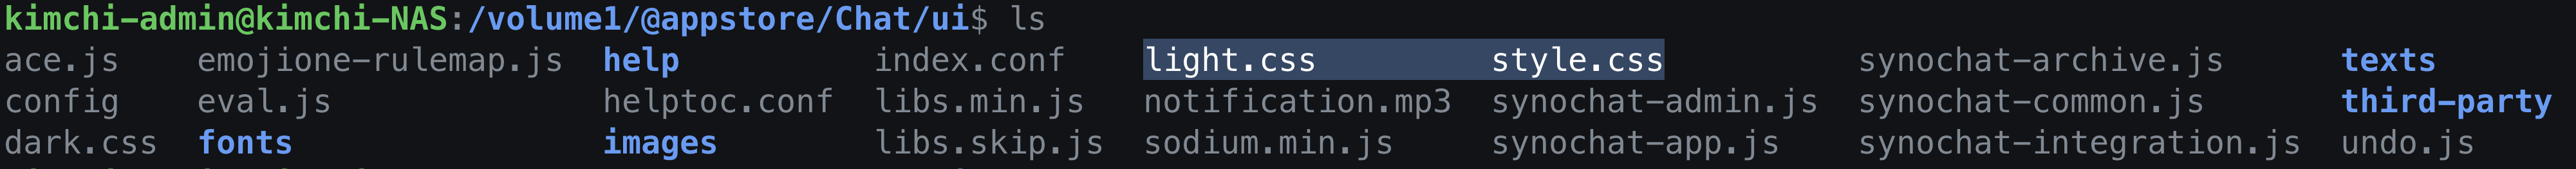 kimchi-admin@kimchi-NAS:/volume1/@appstore/Chat/ui$ ls
ace.js emojione-rulemap.js help index.conf light.css style.css synochat-archive.js texts
config eval.js helptoc.conf libs.min.js notification.mp3 synochat-admin.js synochat-common.js third-party
dark.css fonts images libs.skip.js sodium.min.js synochat-app.js synochat-integration.js undo.js